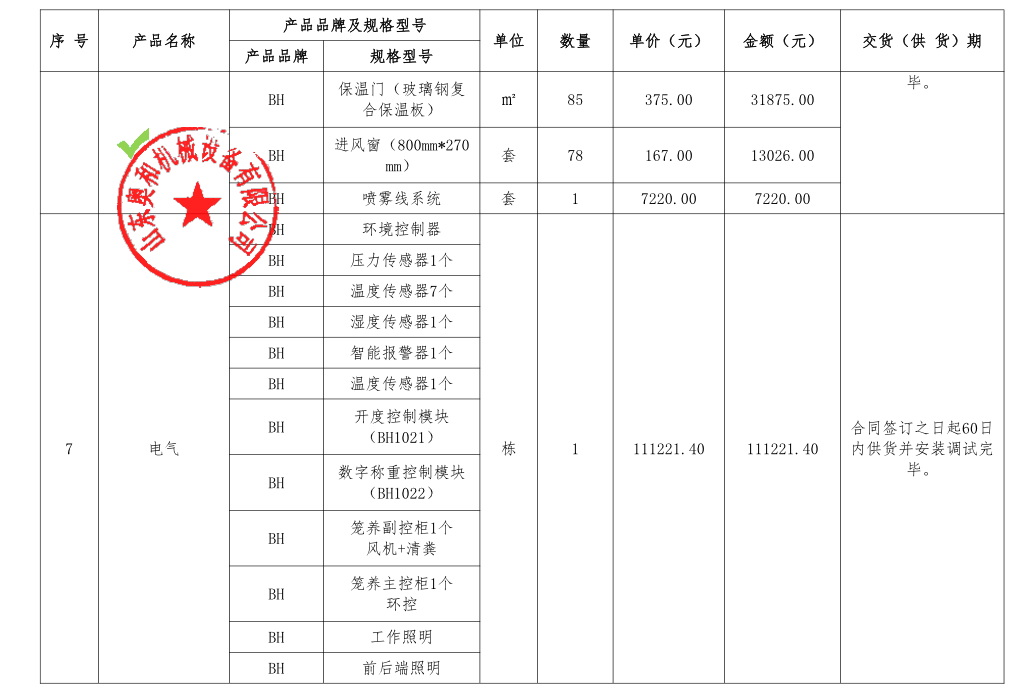 序 号 产品名称 产品品牌及规格型号 单位 数量 单价（元） 金额（元） 交货（供 货）期
产品品牌 规格型号
毕。
BH 保温门（玻璃钢复
合保温板） ㎡ 85 375.00 31875.00
BH 进风窗（800mm*270
mm） 套 78 167.00 13026.00
BH 喷雾线系统 套 1 7220.00 7220.00
山东奥和机械设备有限公司
BH 环境控制器
BH 压力传感器1个
BH 温度传感器7个
BH 湿度传感器1个
BH 智能报警器1个
BH 温度传感器1个
BH 开度控制模块
（BH1021）
7 电气 栋 1 111221.40 111221.40 合同签订之日起60日
内供货并安装调试完
毕。
BH 数字称重控制模块
（BH1022）
BH 笼养副控柜1个
风机+清粪
BH 笼养主控柜1个
环控
BH 工作照明
BH 前后端照明